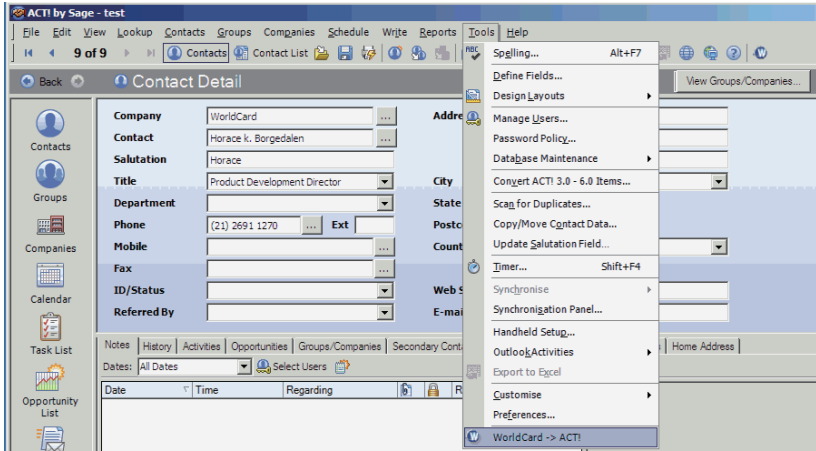 ACT! by Sage - test
File Edit View Lookup Contacts Groups Companies Schedule Write Reports Tools Help
9 of 9 Contacts Contact List
Back Contact Detail View Groups/Companies...
Contacts
Groups
Companies
Calendar
Task List
Opportunity
List
Company WorldCard
Contact Horace k. Borgedalen
Salutation Horace
Title Product Development Director City
Department State
Phone (21) 2691 1270 ... Ext
Mobile
Fax
ID/Status
Referred By
Notes History Activities Opportunities Groups/Companies Home Address
Dates: All Dates Select Users
Date Time Regarding
ABC Spelling... Alt+F7
Define Fields...
Design Layouts
Manage Users...
Password Policy...
Database Maintenance
Convert ACT! 3.0 - 6.0 Items...
Scan for Duplicates...
Copy/Move Contact Data...
Update Salutation Field...
Timer... Shift+F4
Synchronise
Synchronisation Panel...
Handheld Setup...
OutlookActivities
Export to Excel
Customise
Preferences...
WorldCard -> ACT!